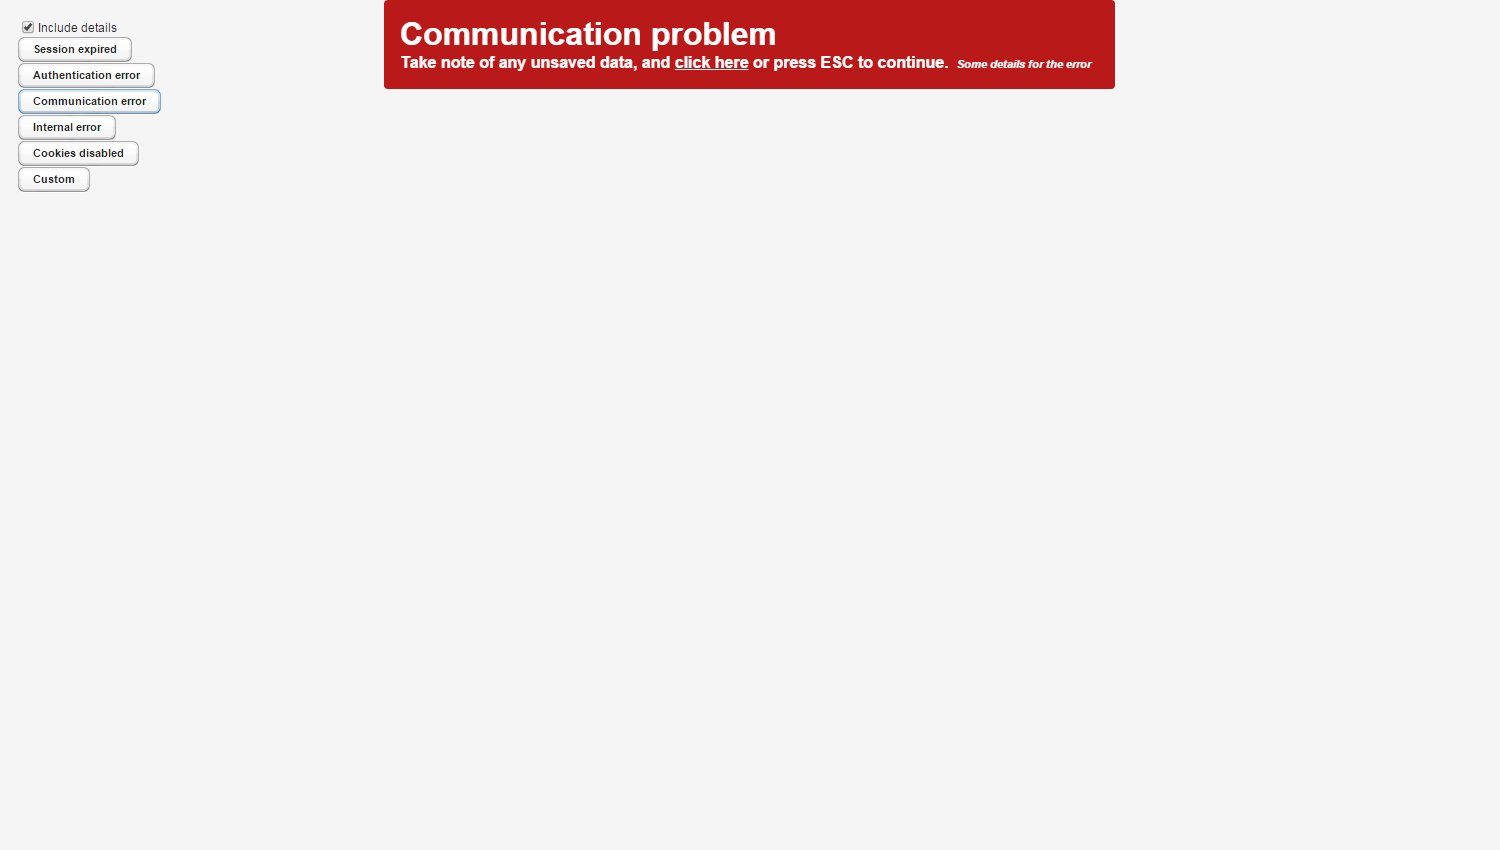 Include details
Session expired
Authentication error
Communication error
Internal error
Cookies disabled
Custom
Communication problem
Take note of any unsaved data, and click here or press ESC to continue. Some details for the error